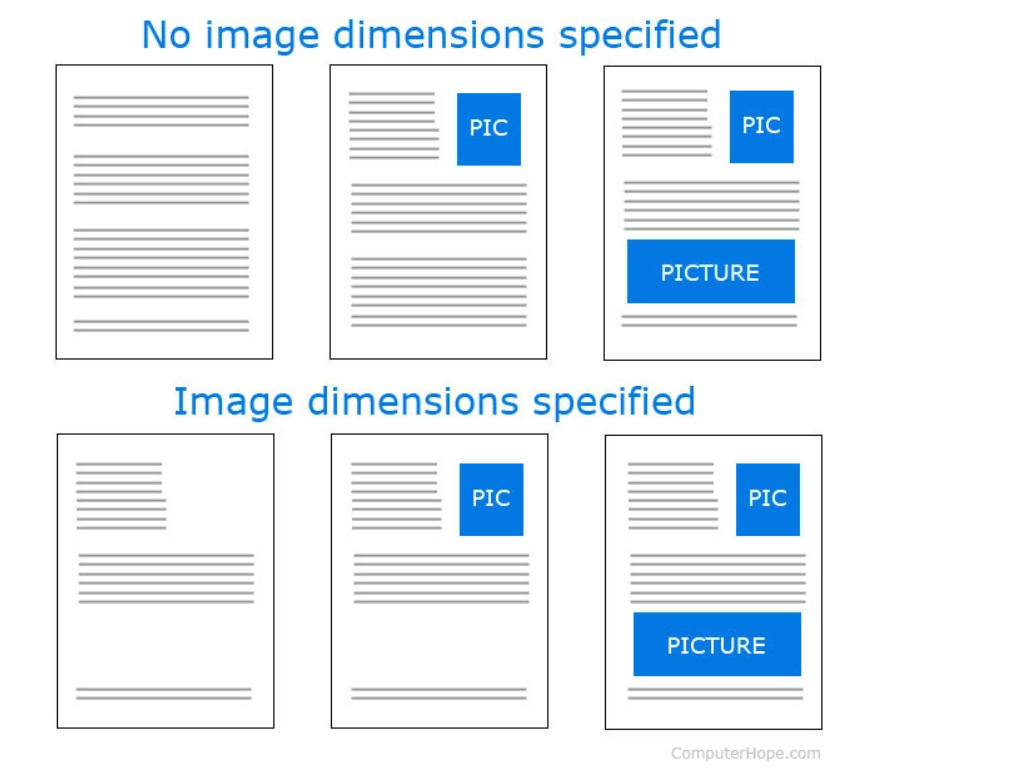 No image dimensions specified
PIC
PIC
PICTURE
Image dimensions specified
PIC
PIC
PICTURE
ComputerHope.com